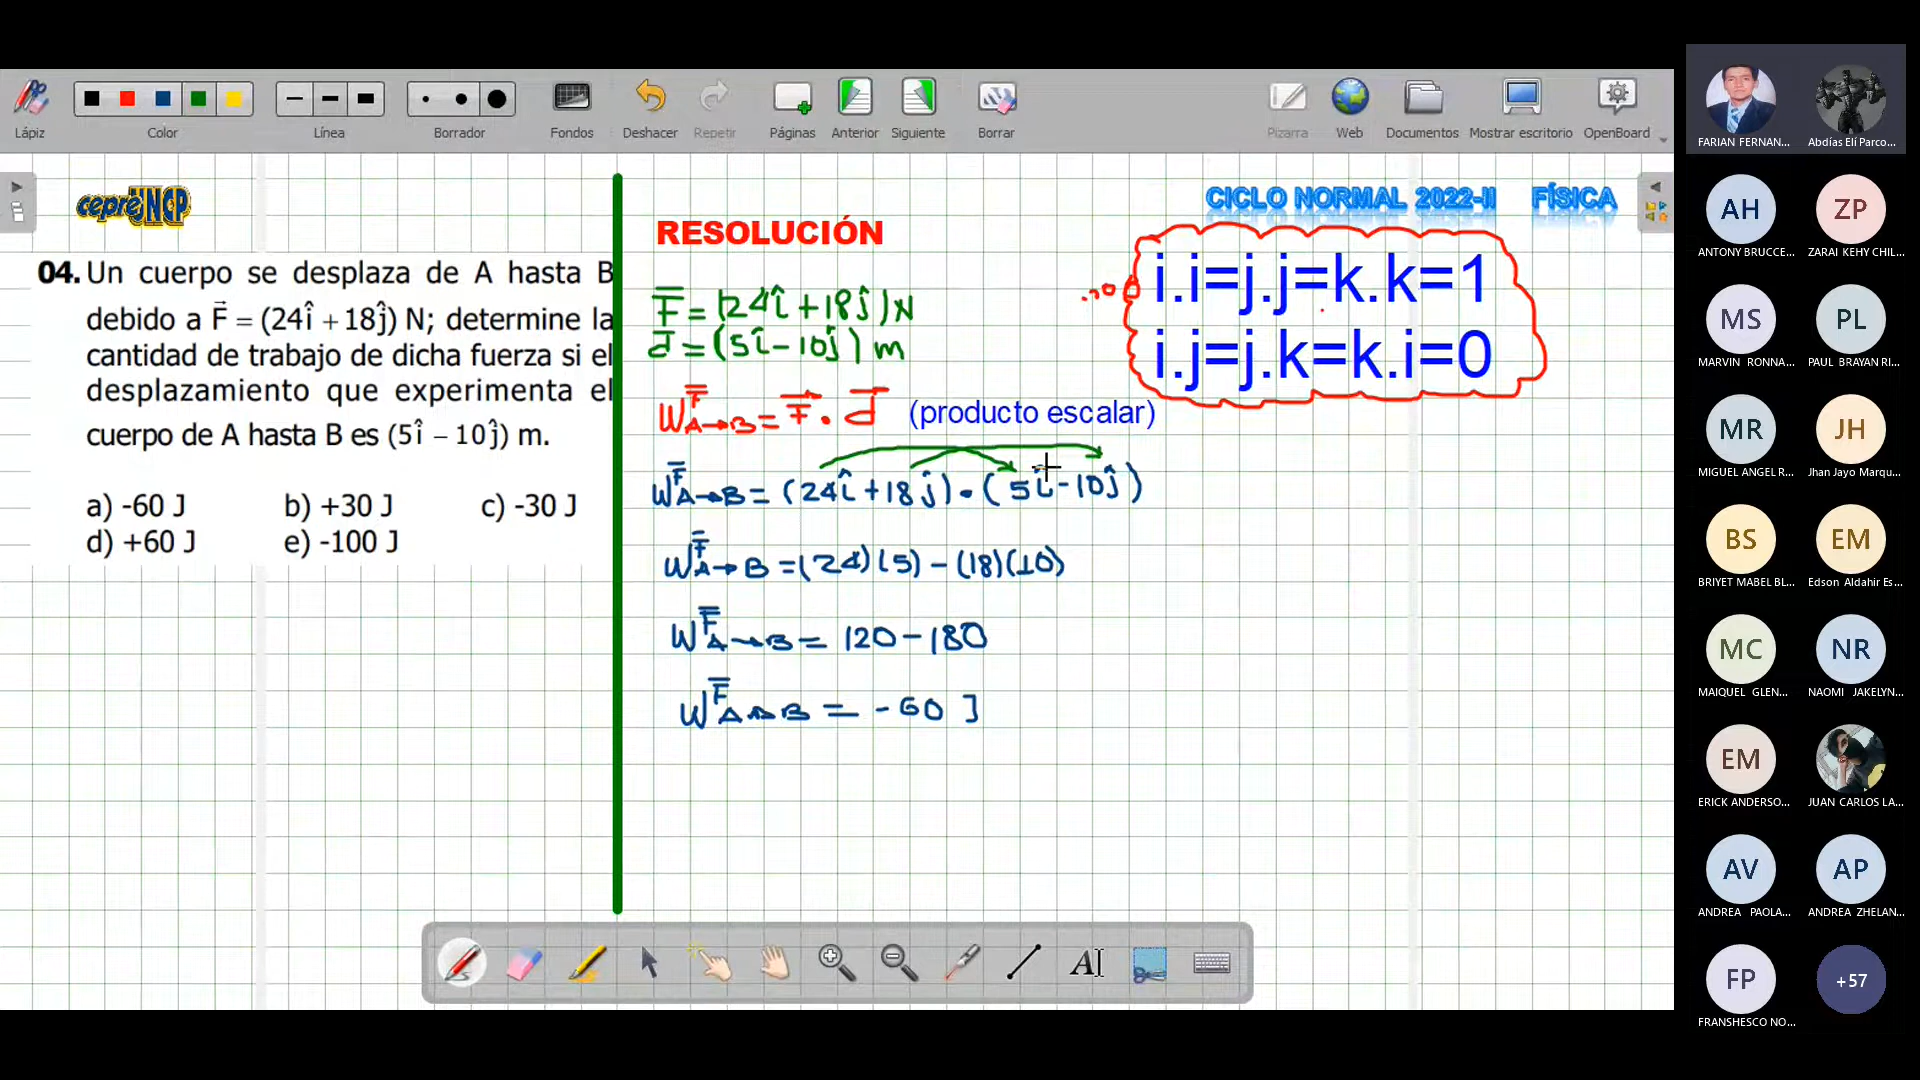 Lápiz
Color
Línea
Borrador
Fondos
Deshacer
Repetir
Páginas
Anterior
Siguiente
Borrar
Pizarra
Web
Documentos
Mostrar escritorio
OpenBoard
cepreUNCP
CICLO NORMAL 2022-II FÍSICA
04. Un cuerpo se desplaza de A hasta B
debido a F⃗ = (24î + 18ĵ) N; determine la
cantidad de trabajo de dicha fuerza si el
desplazamiento que experimenta el
cuerpo de A hasta B es (5î − 10ĵ) m.
a) -60 J b) +30 J c) -30 J
d) +60 J e) -100 J
RESOLUCIÓN
F̅ = (24î + 18ĵ) N
d̅ = (5î − 10ĵ) m
W^F̅ A→B = F⃗ · d̅ (producto escalar)
W^F̅ A→B = (24î + 18ĵ) · (5î − 10ĵ)
W^F̅ A→B = (24)(5) − (18)(10)
W^F̅ A→B = 120 − 180
W^F̅ A→B = -60 J
i.i=j.j=k.k=1
i.j=j.k=k.i=0
FARIAN FERNAN...
Abdías Elí Parco...
AH
ANTONY BRUCCE...
ZP
ZARAI KEHY CHIL...
MS
MARVIN RONNA...
PL
PAUL BRAYAN RI...
MR
MIGUEL ANGEL R...
JH
Jhan Jayo Marqu...
BS
BRIYET MABEL BL...
EM
Edson Aldahir Es...
MC
MAIQUEL GLEN...
NR
NAOMI JAKELYN...
EM
ERICK ANDERSO...
JUAN CARLOS LA...
AV
ANDREA PAOLA...
AP
ANDREA ZHELAN...
FP
FRANSHESCO NO...
+57